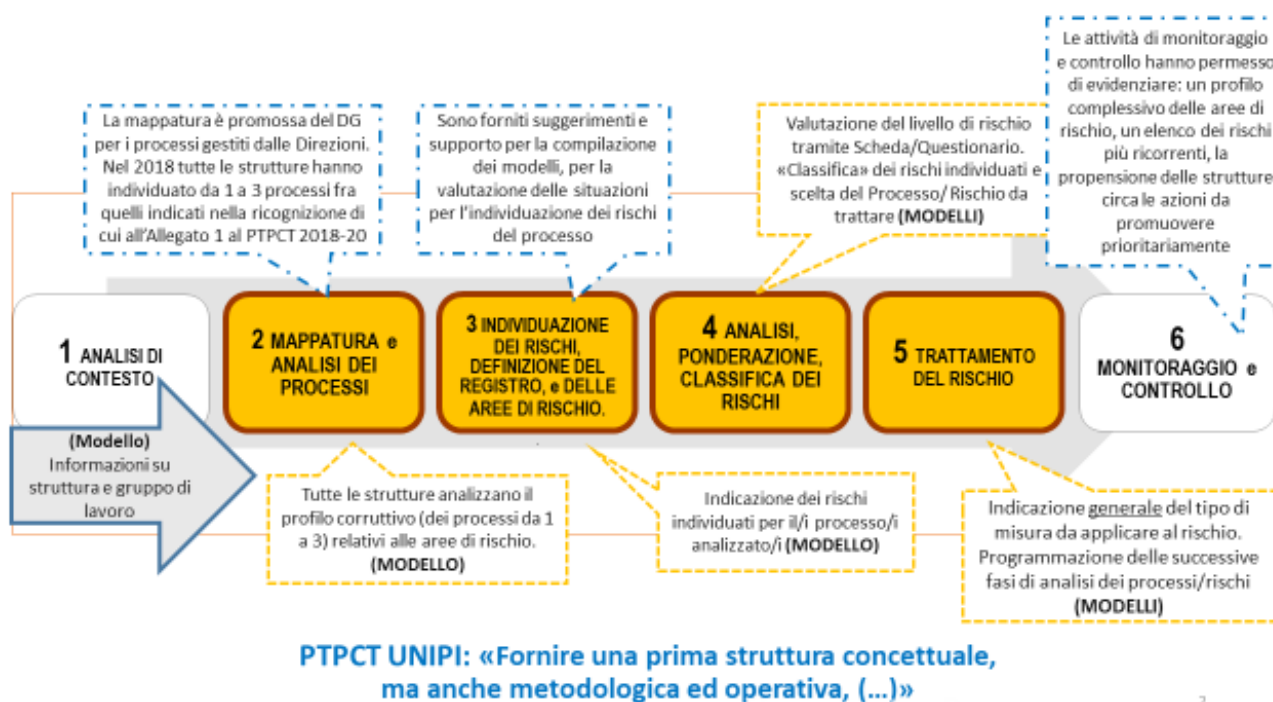 Le attività di monitoraggio
e controllo hanno permesso
di evidenziare: un profilo
complessivo delle aree di
rischio, un elenco dei rischi
più ricorrenti, la
propensione delle strutture
circa le azioni da
promuovere
prioritariamente
La mappatura è promossa del DG
per i processi gestiti dalle Direzioni.
Nel 2018 tutte le strutture hanno
individuato da 1 a 3 processi fra
quelli indicati nella ricognizione di
cui all'Allegato 1 al PTPCT 2018-20
Sono forniti suggerimenti e
supporto per la compilazione
dei modelli, per la
valutazione delle situazioni
per l'individuazione dei rischi
del processo
Valutazione del livello di rischio
tramite Scheda/Questionario.
«Classifica» dei rischi individuati e
scelta del Processo/ Rischio da
trattare (MODELLI)
1 ANALISI DI
CONTESTO
2 MAPPATURA e
ANALISI DEI
PROCESSI
3 INDIVIDUAZIONE
DEI RISCHI,
DEFINIZIONE DEL
REGISTRO, e DELLE
AREE DI RISCHIO.
4 ANALISI,
PONDERAZIONE,
CLASSIFICA DEI
RISCHI
5 TRATTAMENTO
DEL RISCHIO
6
MONITORAGGIO e
CONTROLLO
(Modello)
Informazioni su
struttura e gruppo di
lavoro
Tutte le strutture analizzano il
profilo corruttivo (dei processi da 1
a 3) relativi alle aree di rischio.
(MODELLO)
Indicazione dei rischi
individuati per il/i processo/i
analizzato/i (MODELLO)
Indicazione generale del tipo di
misura da applicare al rischio.
Programmazione delle successive
fasi di analisi dei processi/rischi
(MODELLI)
PTPCT UNIPI: «Fornire una prima struttura concettuale,
ma anche metodologica ed operativa, (...)»